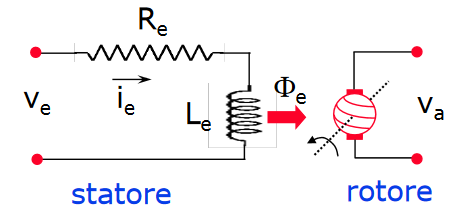 Rₑ
vₑ
iₑ
Lₑ
Φₑ
vₐ
statore
rotore